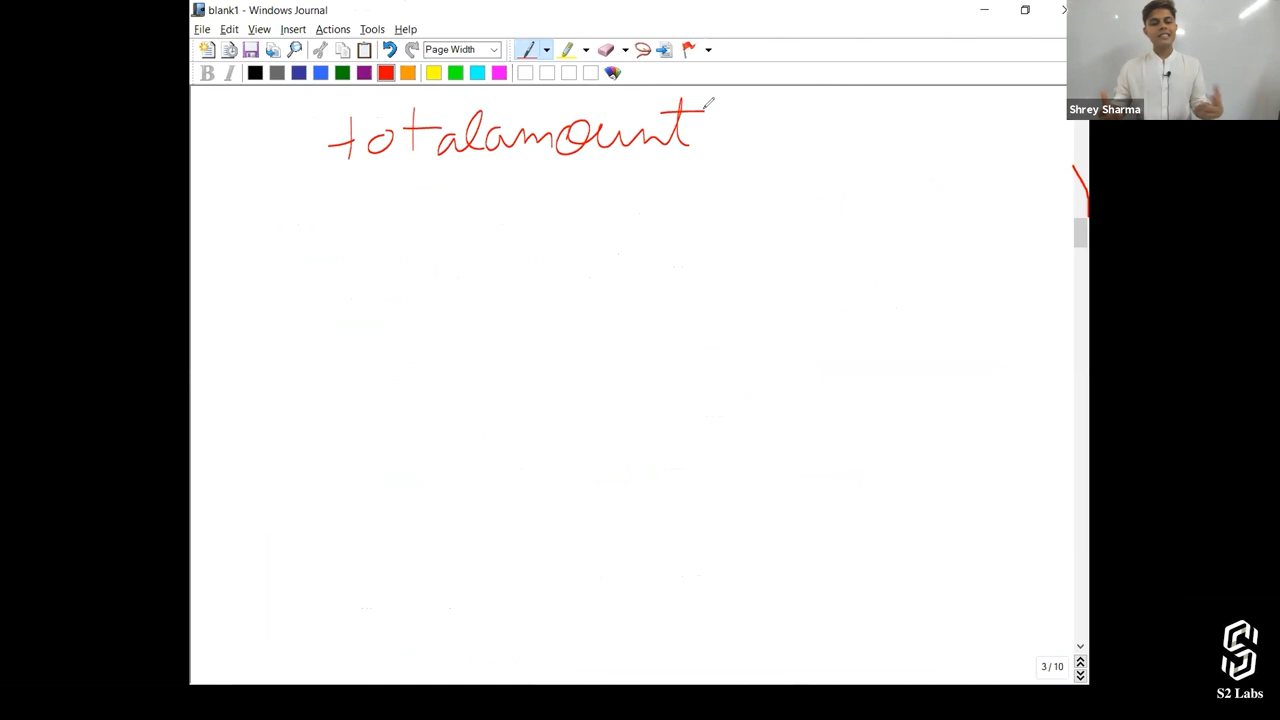 blank1 - Windows Journal
File Edit View Insert Actions Tools Help
Page Width
B I
Shrey Sharma
totalamount
3 / 10
S2 Labs